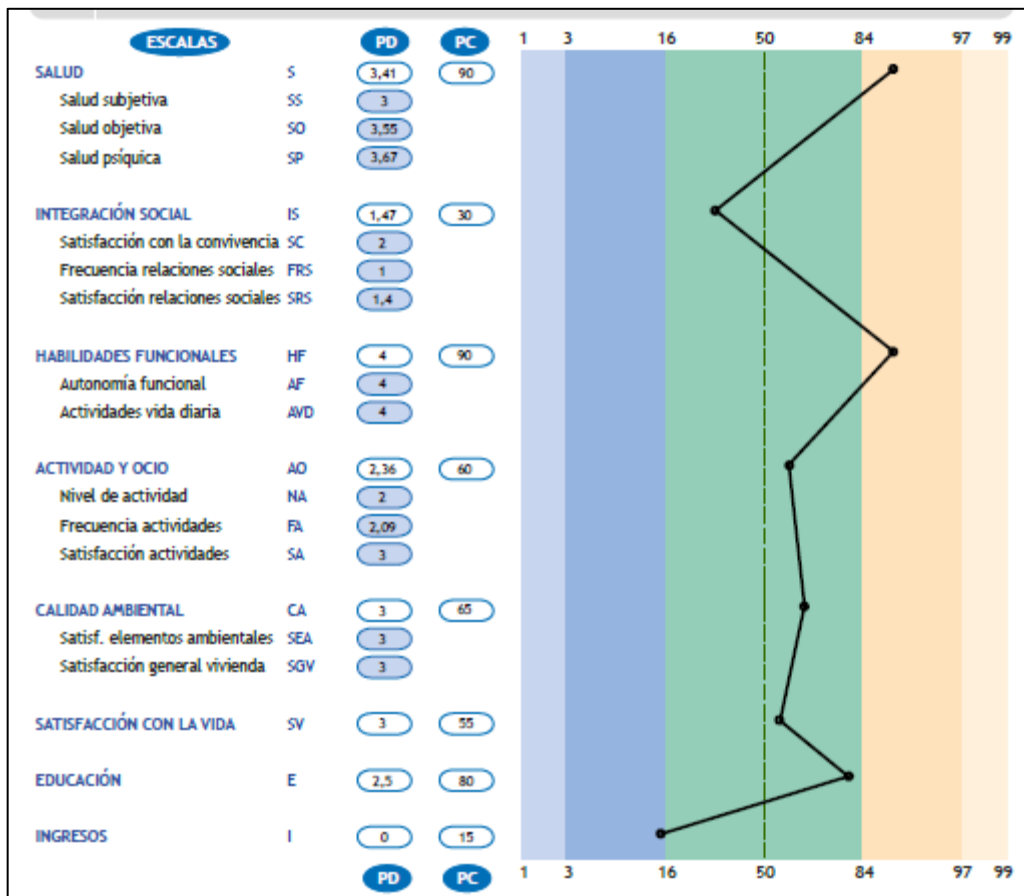 ESCALAS PD PC 1 3 16 50 84 97 99
SALUD S 3,41 90
Salud subjetiva SS 3
Salud objetiva SO 3,55
Salud psíquica SP 3,67
INTEGRACIÓN SOCIAL IS 1,47 30
Satisfacción con la convivencia SC 2
Frecuencia relaciones sociales FRS 1
Satisfacción relaciones sociales SRS 1,4
HABILIDADES FUNCIONALES HF 4 90
Autonomía funcional AF 4
Actividades vida diaria AVD 4
ACTIVIDAD Y OCIO AO 2,36 60
Nivel de actividad NA 2
Frecuencia actividades FA 2,09
Satisfacción actividades SA 3
CALIDAD AMBIENTAL CA 3 65
Satisf. elementos ambientales SEA 3
Satisfacción general vivienda SGV 3
SATISFACCIÓN CON LA VIDA SV 3 55
EDUCACIÓN E 2,5 80
INGRESOS I 0 15
PD PC 1 3 16 50 84 97 99